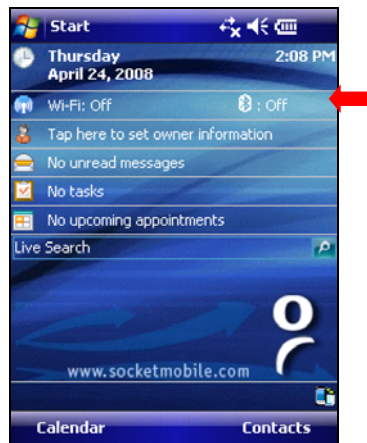 Start
Thursday 2:08 PM
April 24, 2008
Wi-Fi: Off : Off
Tap here to set owner information
No unread messages
No tasks
No upcoming appointments
Live Search
www.socketmobile.com
Calendar Contacts